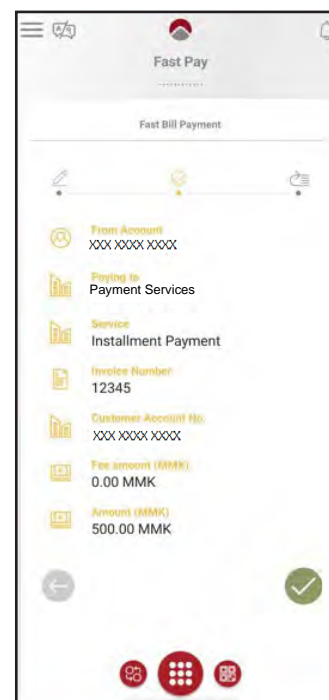 Fast Pay
Fast Bill Payment
From Account
XXX XXXX XXXX
Paying to
Payment Services
Service
Installment Payment
Invoice Number
12345
Customer Account No.
XXX XXXX XXXX
Fee amount (MMK)
0.00 MMK
Amount (MMK)
500.00 MMK